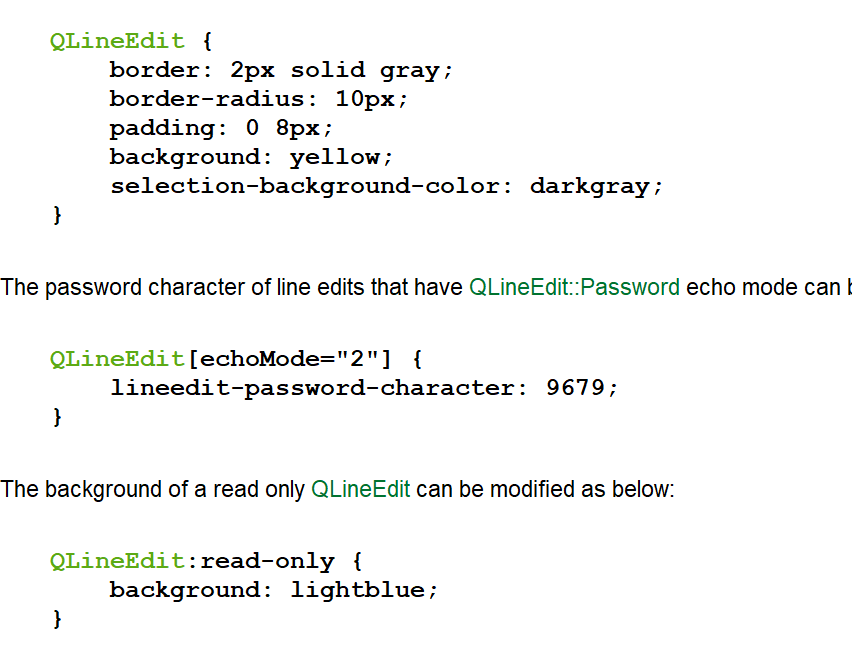 QLineEdit {
    border: 2px solid gray;
    border-radius: 10px;
    padding: 0 8px;
    background: yellow;
    selection-background-color: darkgray;
}
The password character of line edits that have QLineEdit::Password echo mode can
QLineEdit[echoMode="2"] {
    lineedit-password-character: 9679;
}
The background of a read only QLineEdit can be modified as below:
QLineEdit:read-only {
    background: lightblue;
}